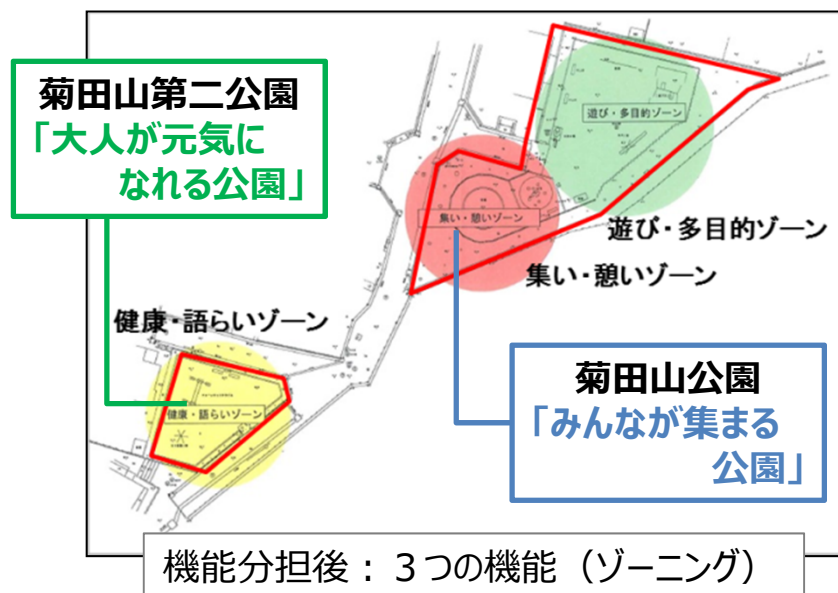 菊田山第二公園
「大人が元気に
なれる公園」
遊び・多目的ゾーン
集い・憩いゾーン
遊び・多目的ゾーン
集い・憩いゾーン
健康・語らいゾーン
健康・語らいゾーン
菊田山公園
「みんなが集まる
公園」
機能分担後：３つの機能（ゾーニング）